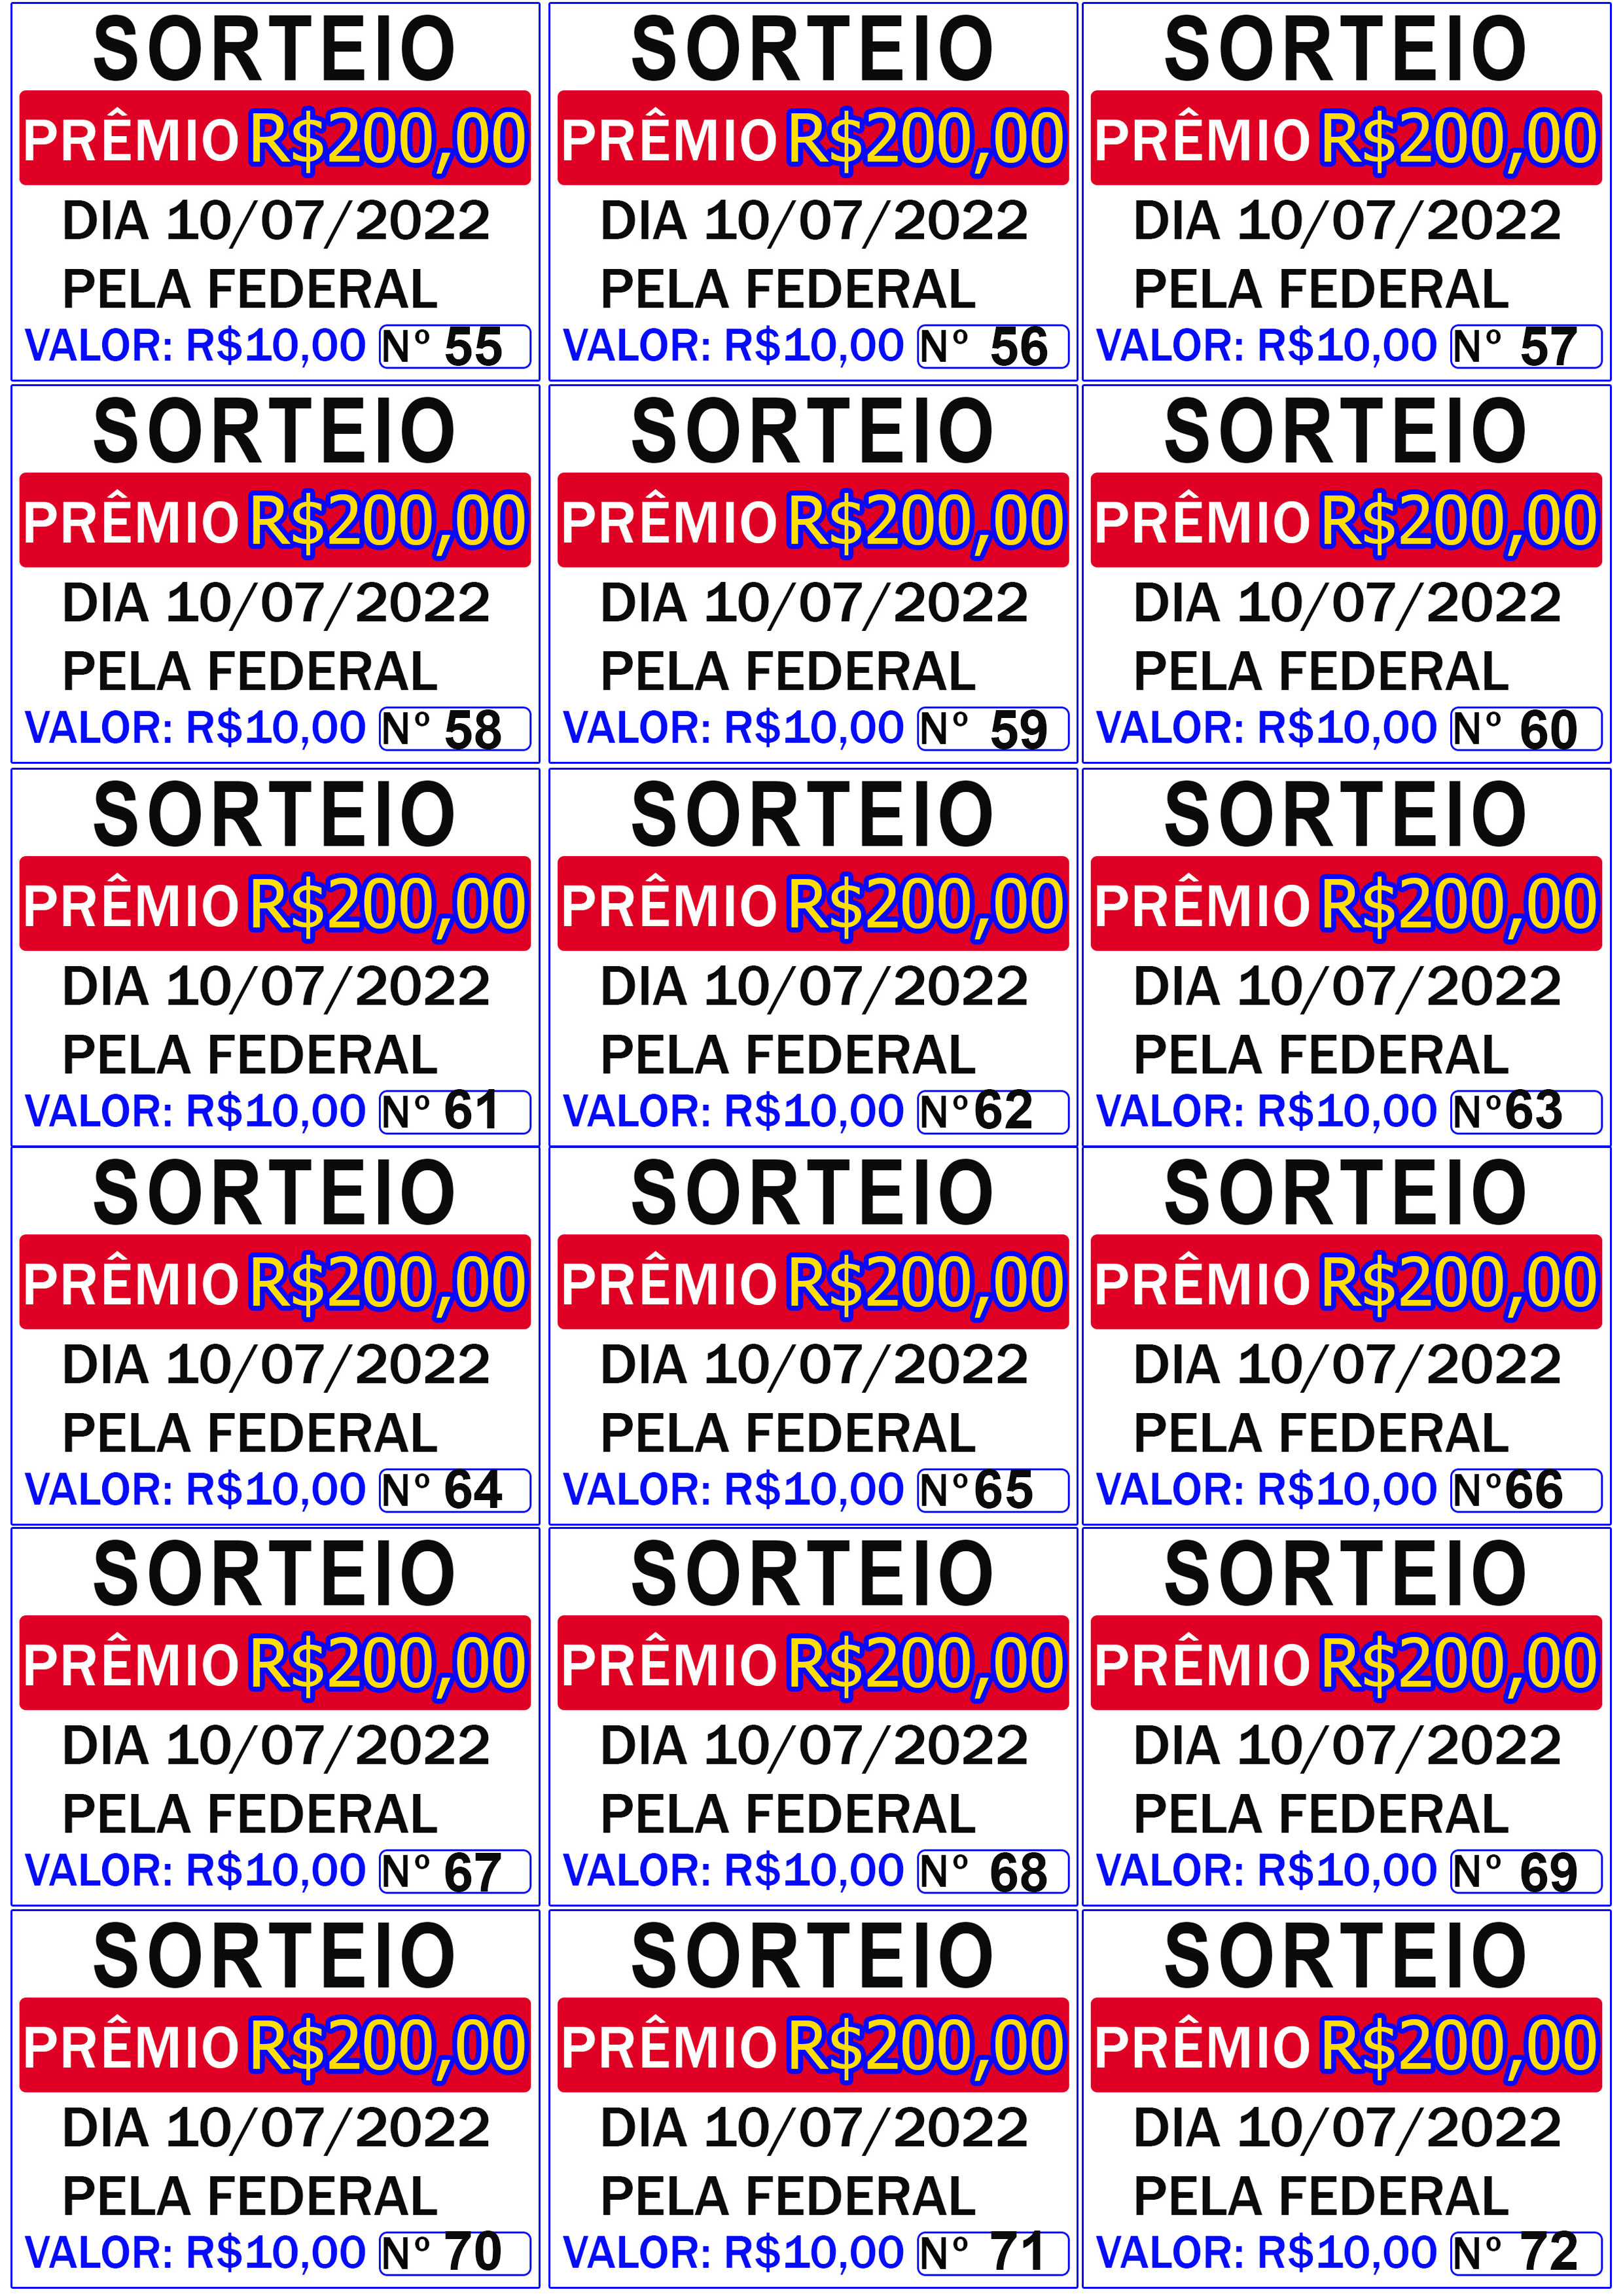 SORTEIO
PRÊMIO R$200,00
DIA 10/07/2022
PELA FEDERAL
VALOR: R$10,00 Nº 55
SORTEIO
PRÊMIO R$200,00
DIA 10/07/2022
PELA FEDERAL
VALOR: R$10,00 Nº 56
SORTEIO
PRÊMIO R$200,00
DIA 10/07/2022
PELA FEDERAL
VALOR: R$10,00 Nº 57
SORTEIO
PRÊMIO R$200,00
DIA 10/07/2022
PELA FEDERAL
VALOR: R$10,00 Nº 58
SORTEIO
PRÊMIO R$200,00
DIA 10/07/2022
PELA FEDERAL
VALOR: R$10,00 Nº 59
SORTEIO
PRÊMIO R$200,00
DIA 10/07/2022
PELA FEDERAL
VALOR: R$10,00 Nº 60
SORTEIO
PRÊMIO R$200,00
DIA 10/07/2022
PELA FEDERAL
VALOR: R$10,00 Nº 61
SORTEIO
PRÊMIO R$200,00
DIA 10/07/2022
PELA FEDERAL
VALOR: R$10,00 Nº 62
SORTEIO
PRÊMIO R$200,00
DIA 10/07/2022
PELA FEDERAL
VALOR: R$10,00 Nº 63
SORTEIO
PRÊMIO R$200,00
DIA 10/07/2022
PELA FEDERAL
VALOR: R$10,00 Nº 64
SORTEIO
PRÊMIO R$200,00
DIA 10/07/2022
PELA FEDERAL
VALOR: R$10,00 Nº 65
SORTEIO
PRÊMIO R$200,00
DIA 10/07/2022
PELA FEDERAL
VALOR: R$10,00 Nº 66
SORTEIO
PRÊMIO R$200,00
DIA 10/07/2022
PELA FEDERAL
VALOR: R$10,00 Nº 67
SORTEIO
PRÊMIO R$200,00
DIA 10/07/2022
PELA FEDERAL
VALOR: R$10,00 Nº 68
SORTEIO
PRÊMIO R$200,00
DIA 10/07/2022
PELA FEDERAL
VALOR: R$10,00 Nº 69
SORTEIO
PRÊMIO R$200,00
DIA 10/07/2022
PELA FEDERAL
VALOR: R$10,00 Nº 70
SORTEIO
PRÊMIO R$200,00
DIA 10/07/2022
PELA FEDERAL
VALOR: R$10,00 Nº 71
SORTEIO
PRÊMIO R$200,00
DIA 10/07/2022
PELA FEDERAL
VALOR: R$10,00 Nº 72